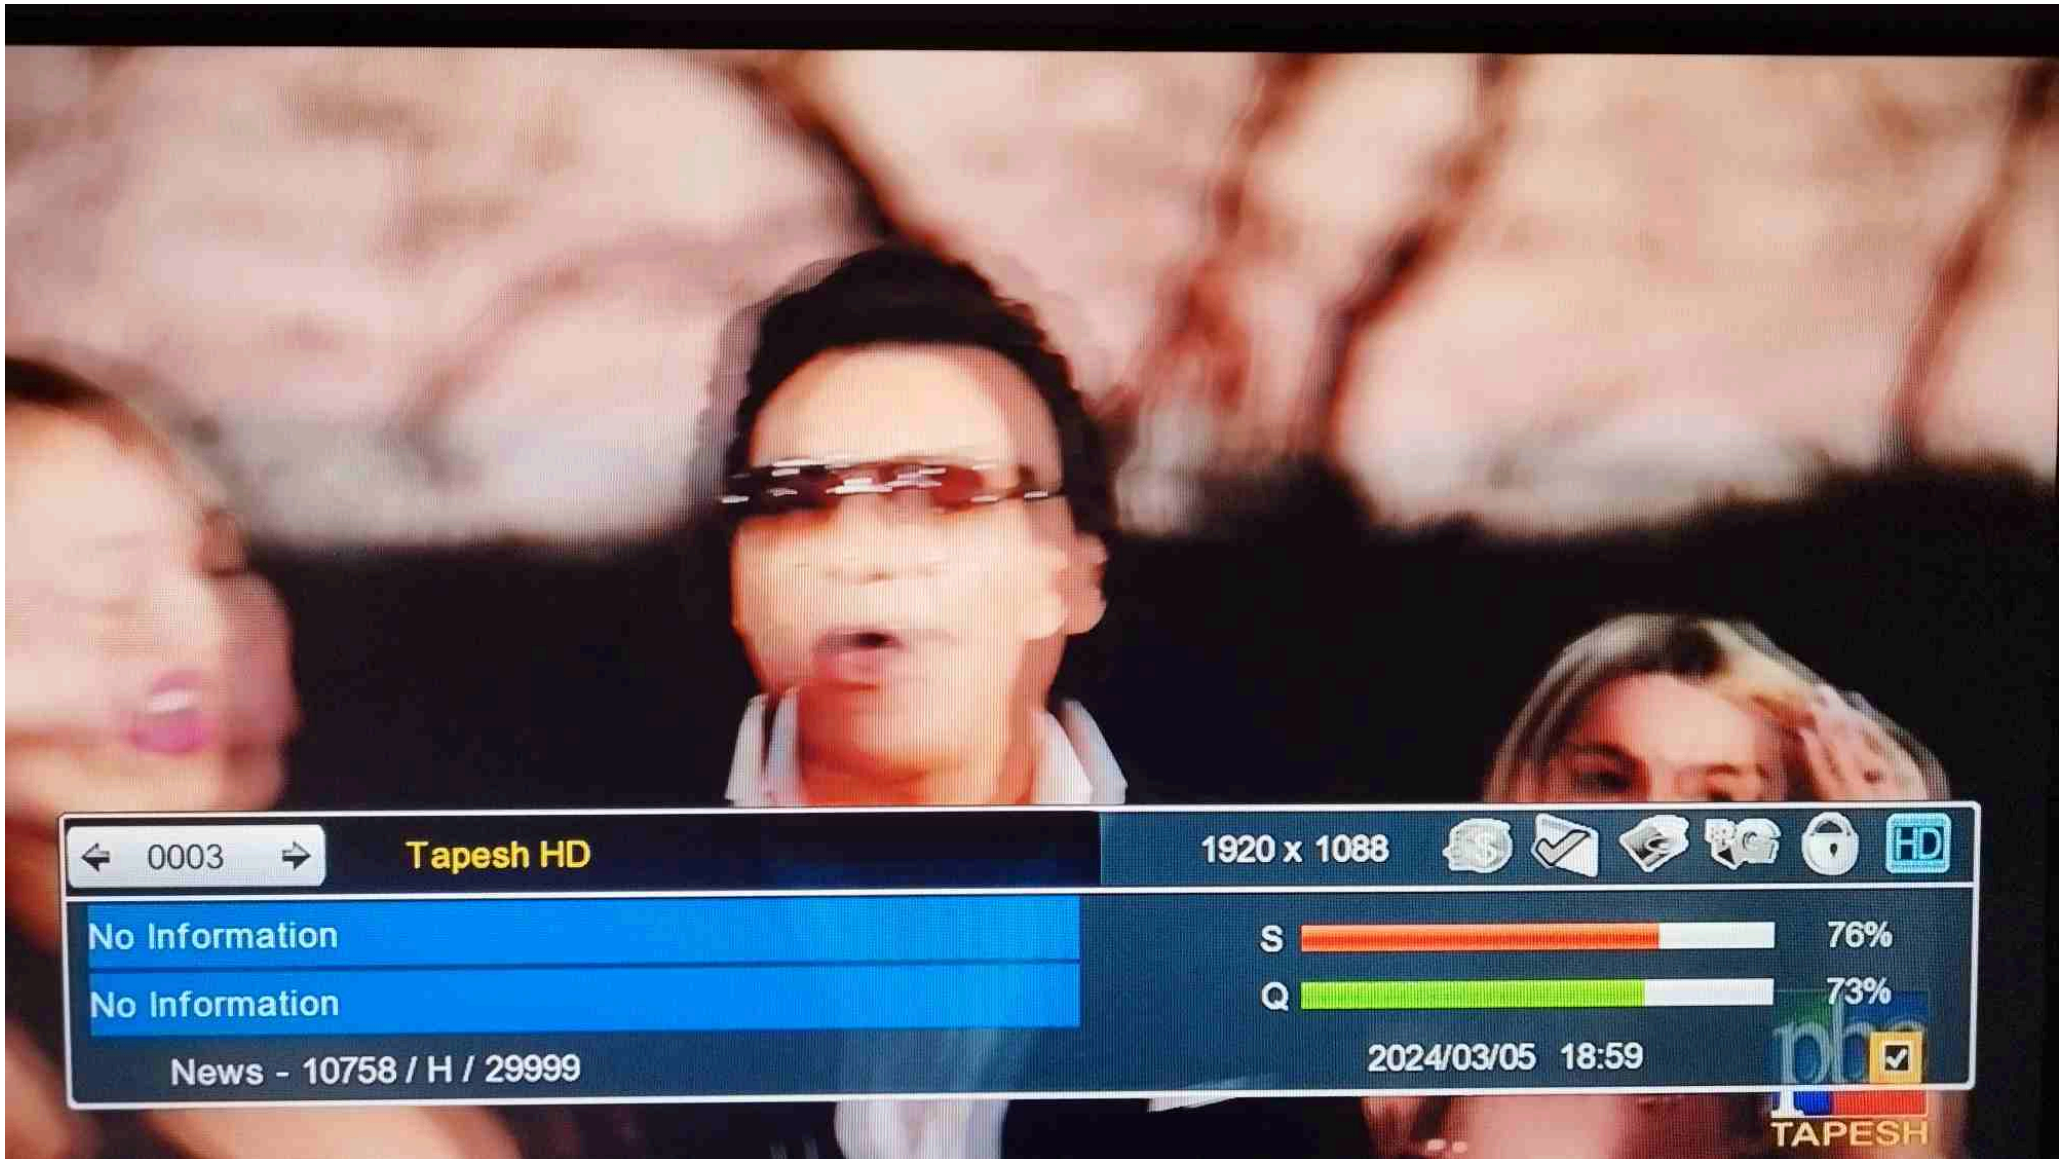 0003
Tapesh HD
1920 x 1088
HD
No Information
S 76%
No Information
Q 73%
News - 10758 / H / 29999
2024/03/05 18:59
TAPESH